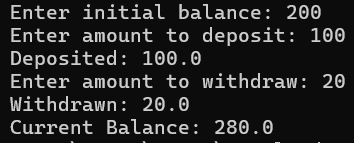 Enter initial balance: 200
Enter amount to deposit: 100
Deposited: 100.0
Enter amount to withdraw: 20
Withdrawn: 20.0
Current Balance: 280.0